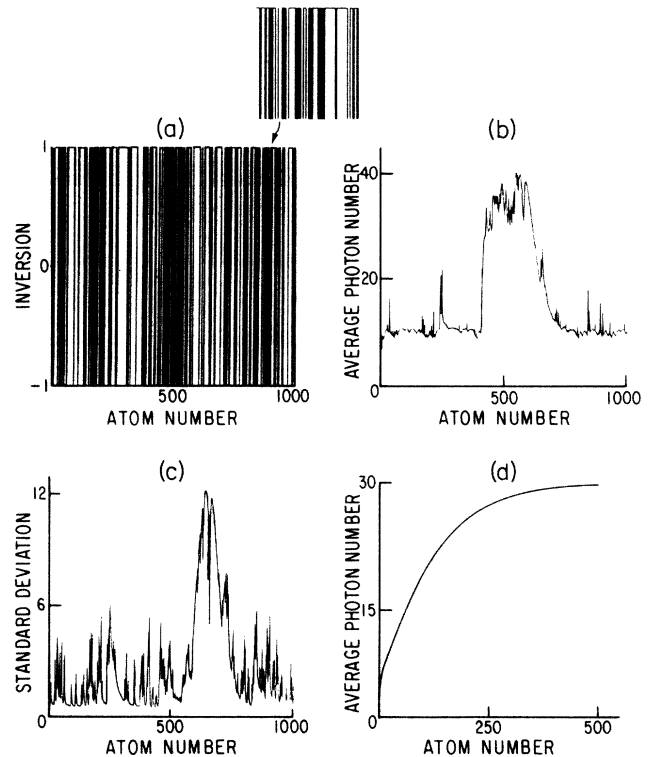 (a)
INVERSION
1
0
−1
500
1000
ATOM NUMBER
(b)
AVERAGE PHOTON NUMBER
40
20
0
500
1000
ATOM NUMBER
(c)
STANDARD DEVIATION
12
6
0
500
1000
ATOM NUMBER
(d)
AVERAGE PHOTON NUMBER
30
15
0
250
500
ATOM NUMBER